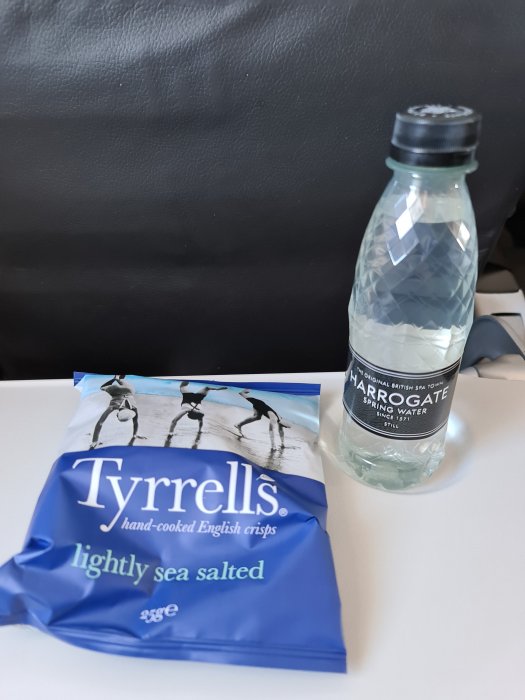 Tyrrells®
hand-cooked English crisps
lightly sea salted
25g℮
THE ORIGINAL BRITISH SPA TOWN
HARROGATE
SPRING WATER
SINCE 1571
STILL